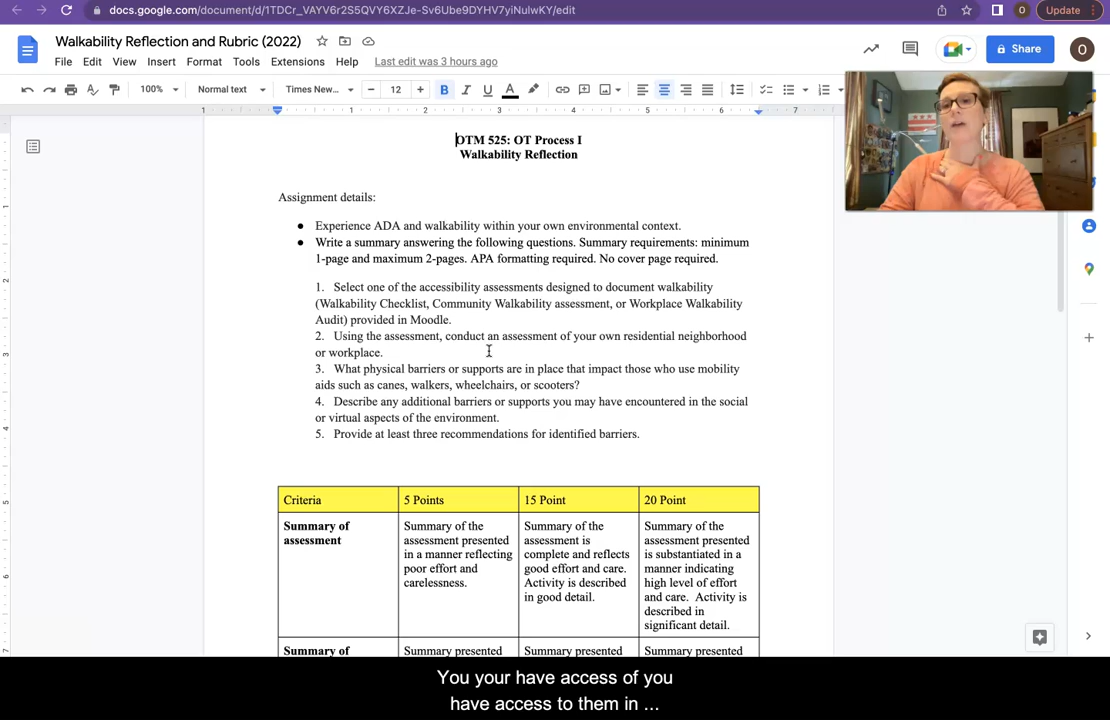 docs.google.com/document/d/1TDCr_VAYV6r2S5QVY6XZJe-Sv6Ube9DYHV7yiNulwKY/edit
O
Update
Walkability Reflection and Rubric (2022)
File Edit View Insert Format Tools Extensions Help Last edit was 3 hours ago
Share
O
100% Normal text Times New... 12 B I U A
1 1 2 3 4 5 6 7
OTM 525: OT Process I
Walkability Reflection
Assignment details:
● Experience ADA and walkability within your own environmental context.
● Write a summary answering the following questions. Summary requirements: minimum
1-page and maximum 2-pages. APA formatting required. No cover page required.
1. Select one of the accessibility assessments designed to document walkability
(Walkability Checklist, Community Walkability assessment, or Workplace Walkability
Audit) provided in Moodle.
2. Using the assessment, conduct an assessment of your own residential neighborhood
or workplace.
3. What physical barriers or supports are in place that impact those who use mobility
aids such as canes, walkers, wheelchairs, or scooters?
4. Describe any additional barriers or supports you may have encountered in the social
or virtual aspects of the environment.
5. Provide at least three recommendations for identified barriers.
Criteria 5 Points 15 Point 20 Point
Summary of
assessment
Summary of the
assessment presented
in a manner reflecting
poor effort and
carelessness.
Summary of the
assessment is
complete and reflects
good effort and care.
Activity is described
in good detail.
Summary of the
assessment presented
is substantiated in a
manner indicating
high level of effort
and care. Activity is
described in
significant detail.
Summary of Summary presented Summary presented Summary presented
You your have access of you
have access to them in ...